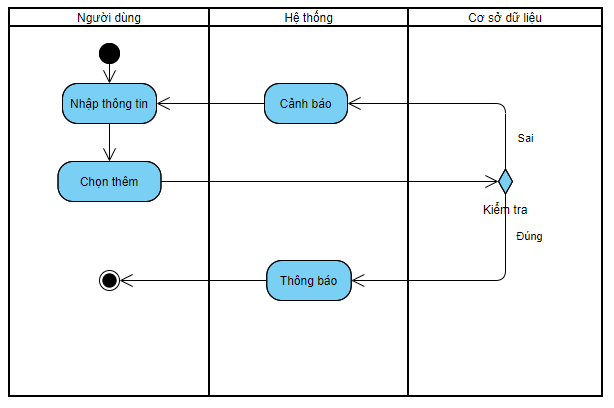 Người dùng
Hệ thống
Cơ sở dữ liệu
Nhập thông tin
Cảnh báo
Sai
Chọn thêm
Kiểm tra
Đúng
Thông báo